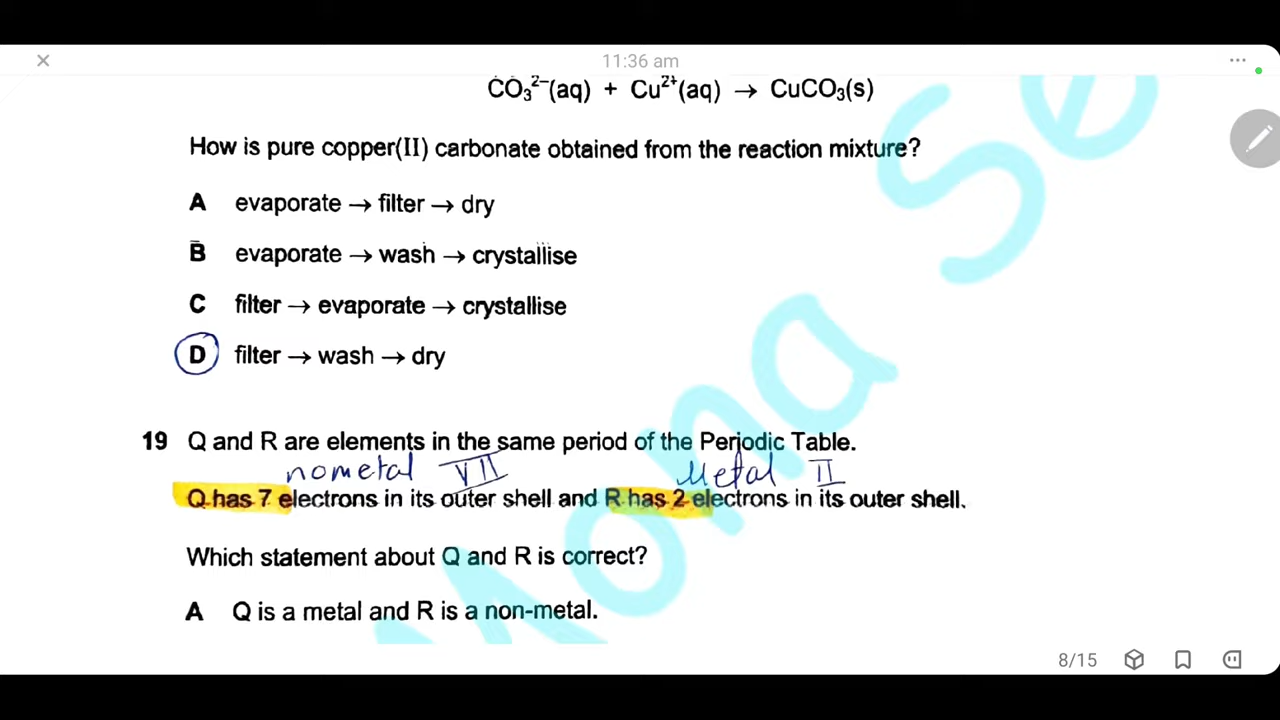 11:36 am
CO₃²⁻(aq) + Cu²⁺(aq) → CuCO₃(s)
How is pure copper(II) carbonate obtained from the reaction mixture?
A evaporate → filter → dry
B evaporate → wash → crystallise
C filter → evaporate → crystallise
D filter → wash → dry
19 Q and R are elements in the same period of the Periodic Table.
nometal VII Metal II
Q has 7 electrons in its outer shell and R has 2 electrons in its outer shell.
Which statement about Q and R is correct?
A Q is a metal and R is a non-metal.
Mona Se
8/15